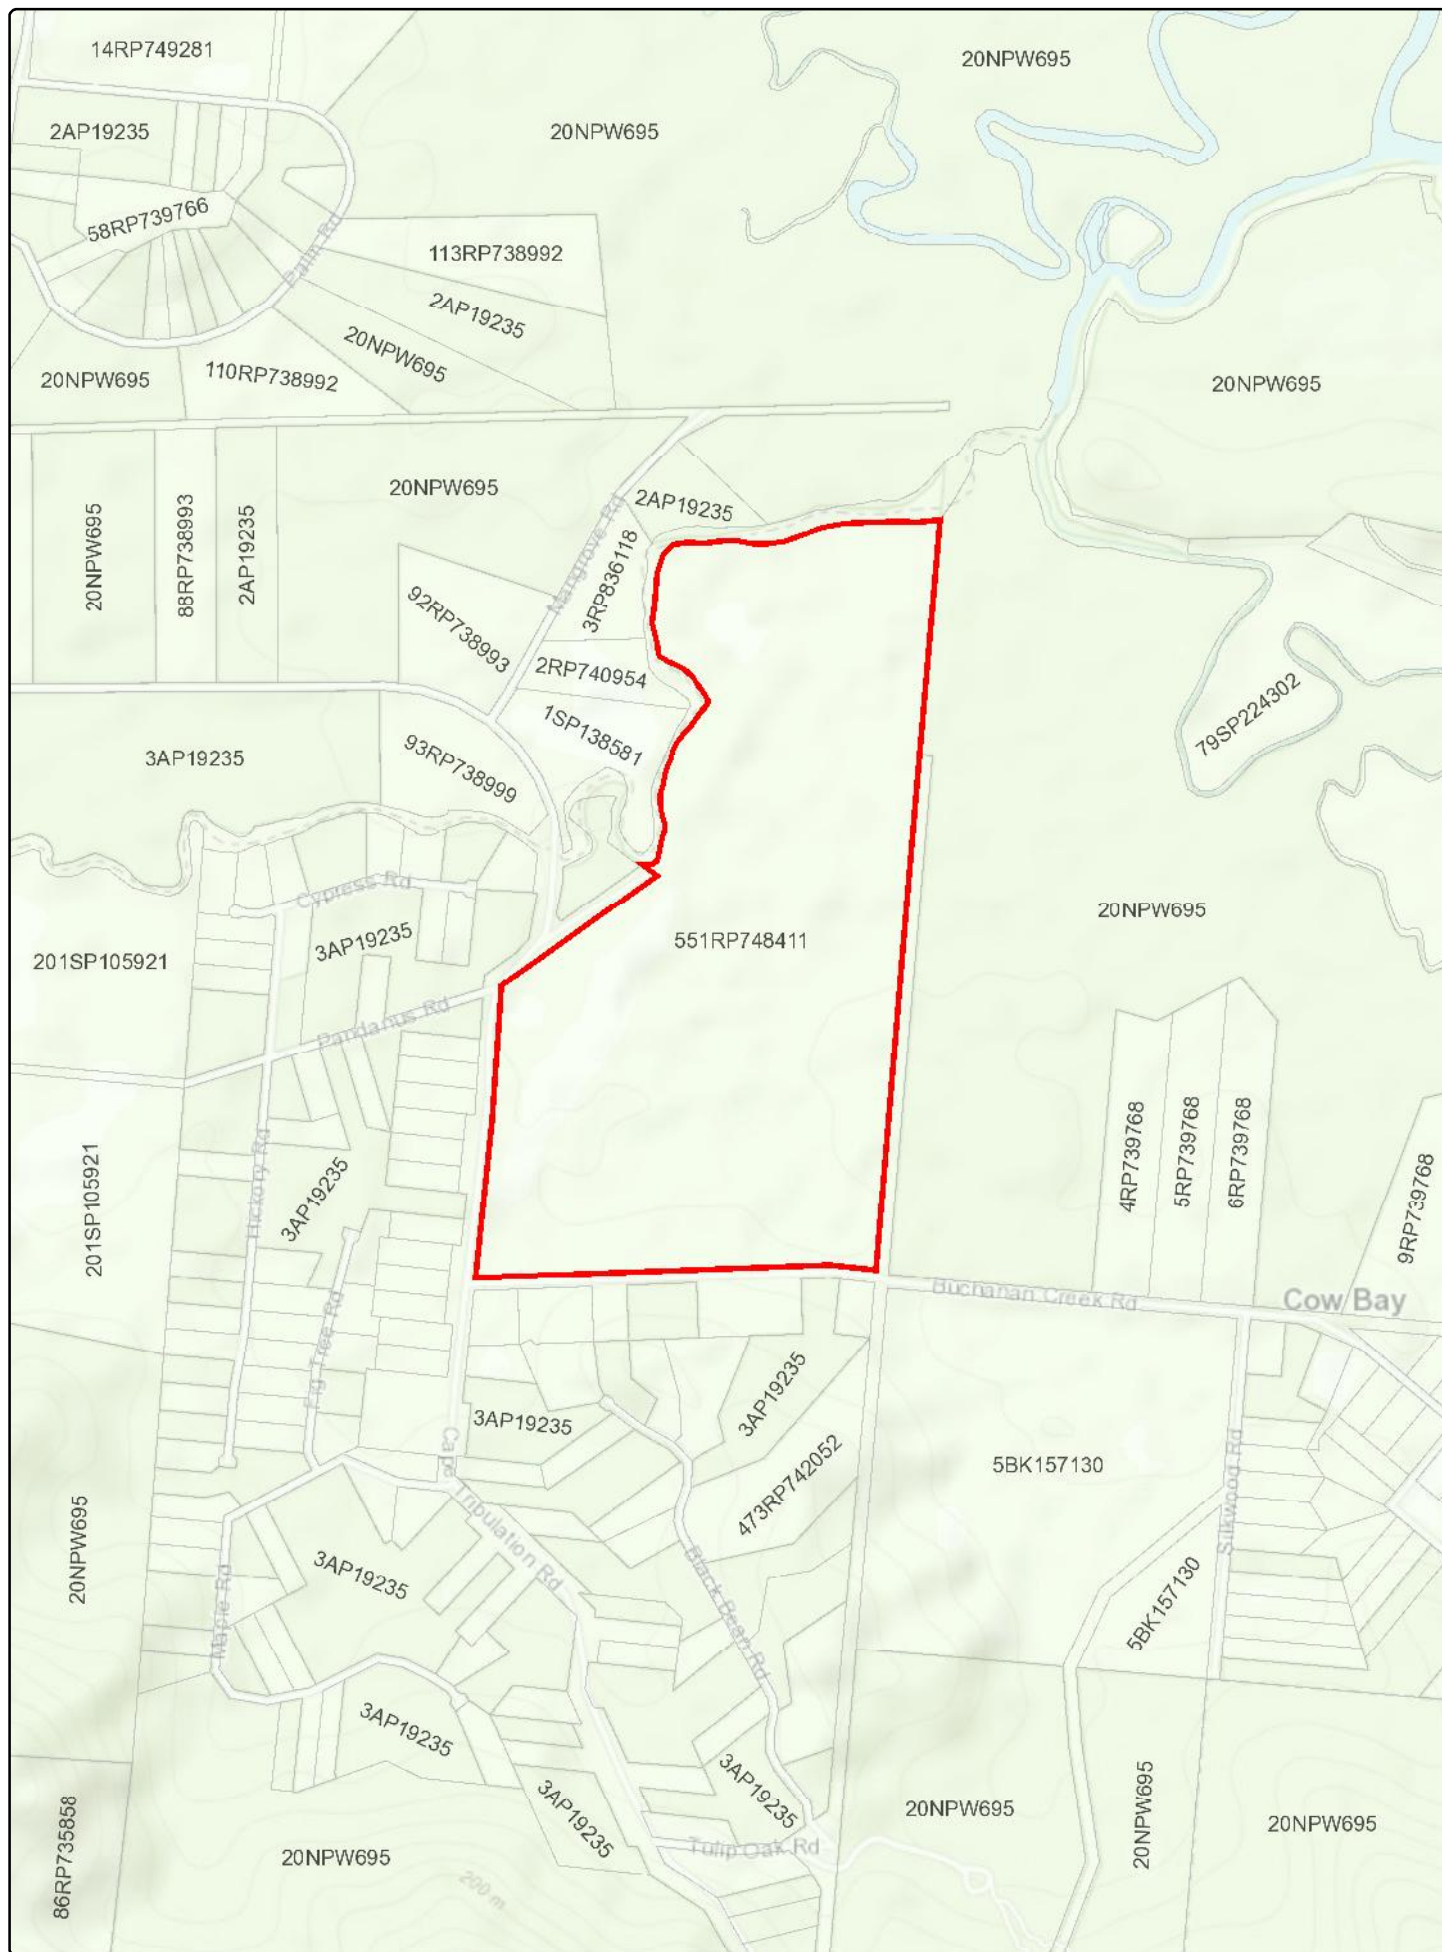 14RP749281
20NPW695
2AP19235
20NPW695
58RP739766
Palm Rd
113RP738992
2AP19235
20NPW695
20NPW695
110RP738992
20NPW695
20NPW695
88RP738993
2AP19235
20NPW695
2AP19235
Mangrove Rd
3RP836118
92RP738993
2RP740954
1SP138581
79SP224302
3AP19235
93RP738999
Cypress Rd
3AP19235
551RP748411
20NPW695
201SP105921
Pandanus Rd
4RP739768
5RP739768
6RP739768
9RP739768
201SP105921
Hickory Rd
3AP19235
Fig Tree Rd
Buchanan Creek Rd
Cow Bay
3AP19235
3AP19235
473RP742052
5BK157130
Silkwood Rd
20NPW695
Cape Tribulation Rd
3AP19235
Maple Rd
Black Bean Rd
5BK157130
3AP19235
3AP19235
3AP19235
20NPW695
20NPW695
20NPW695
86RP735858
20NPW695
Tulip Oak Rd
200 m